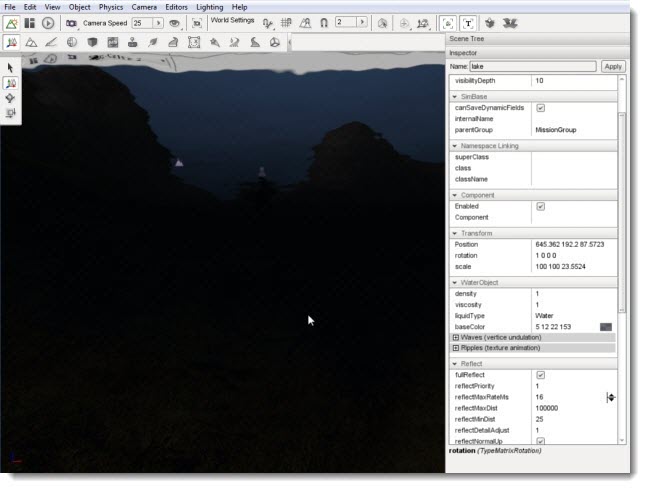 File Edit View Object Physics Camera Editors Lighting Help
Camera Speed 25 World Settings 2
Scene Tree
Inspector
Name: lake Apply
visibilityDepth 10
SimBase
canSaveDynamicFields
internalName
parentGroup MissionGroup
Namespace Linking
superClass
class
className
Component
Enabled
Component
Transform
Position 645.362 192.2 87.5723
rotation 1 0 0 0
scale 100 100 23.5524
WaterObject
density 1
viscosity 1
liquidType Water
baseColor 5 12 22 153
Waves (vertice undulation)
Ripples (texture animation)
Reflect
fullReflect
reflectPriority 1
reflectMaxRateMs 16
reflectMaxDist 100000
reflectMinDist 25
reflectDetailAdjust 1
reflectNormalUp
rotation (TypeMatrixRotation)